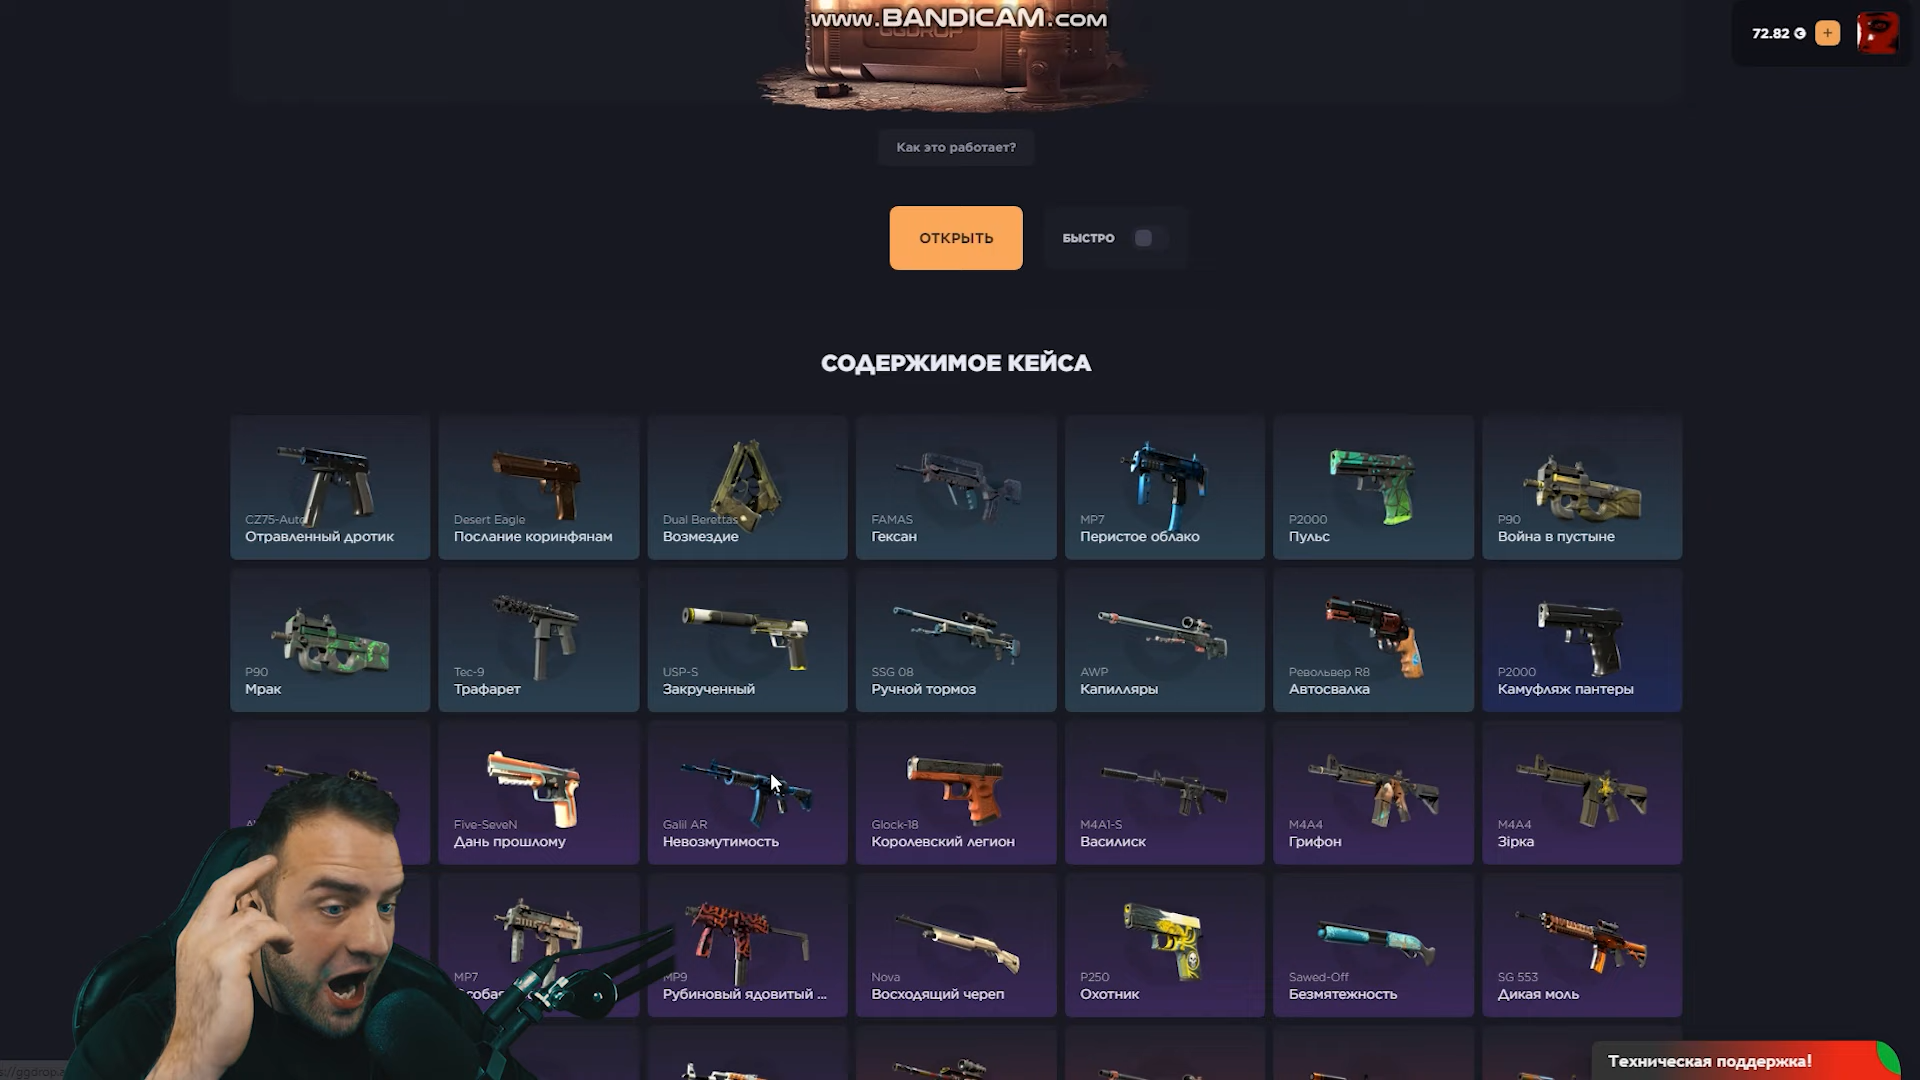 www.BANDICAM.com
GGDROP
72.82
Как это работает?
ОТКРЫТЬ
БЫСТРО
СОДЕРЖИМОЕ КЕЙСА
CZ75-Auto
Отравленный дротик
Desert Eagle
Послание коринфянам
Dual Berettas
Возмездие
FAMAS
Гексан
MP7
Перистое облако
P2000
Пульс
P90
Война в пустыне
P90
Мрак
Tec-9
Трафарет
USP-S
Закрученный
SSG 08
Ручной тормоз
AWP
Капилляры
Револьвер R8
Автосвалка
P2000
Камуфляж пантеры
Five-SeveN
Дань прошлому
Galil AR
Невозмутимость
Glock-18
Королевский легион
M4A1-S
Василиск
M4A4
Грифон
M4A4
Зірка
MP7
MP9
Рубиновый ядовитый ...
Nova
Восходящий череп
P250
Охотник
Sawed-Off
Безмятежность
SG 553
Дикая моль
Техническая поддержка!